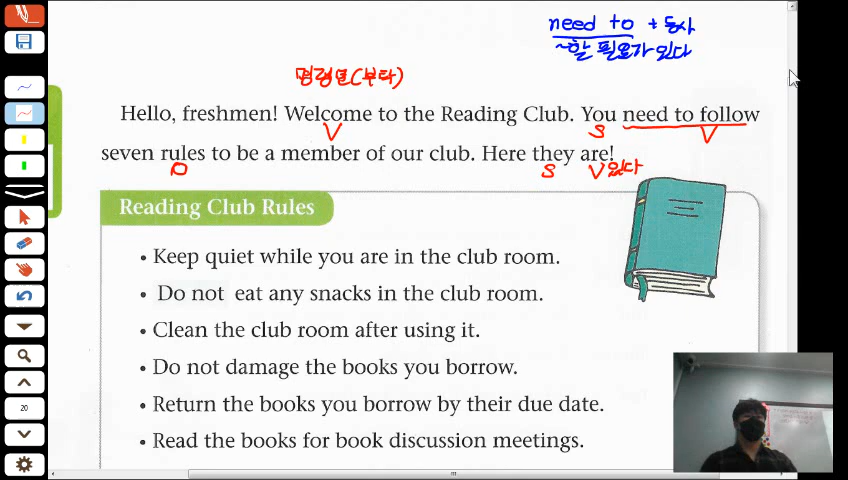 need to + 동사
~할 필요가 있다
명령문(부탁)
Hello, freshmen! Welcome to the Reading Club. You need to follow
V S V
seven rules to be a member of our club. Here they are!
O S V 있다
Reading Club Rules
• Keep quiet while you are in the club room.
• Do not eat any snacks in the club room.
• Clean the club room after using it.
• Do not damage the books you borrow.
• Return the books you borrow by their due date.
• Read the books for book discussion meetings.
20